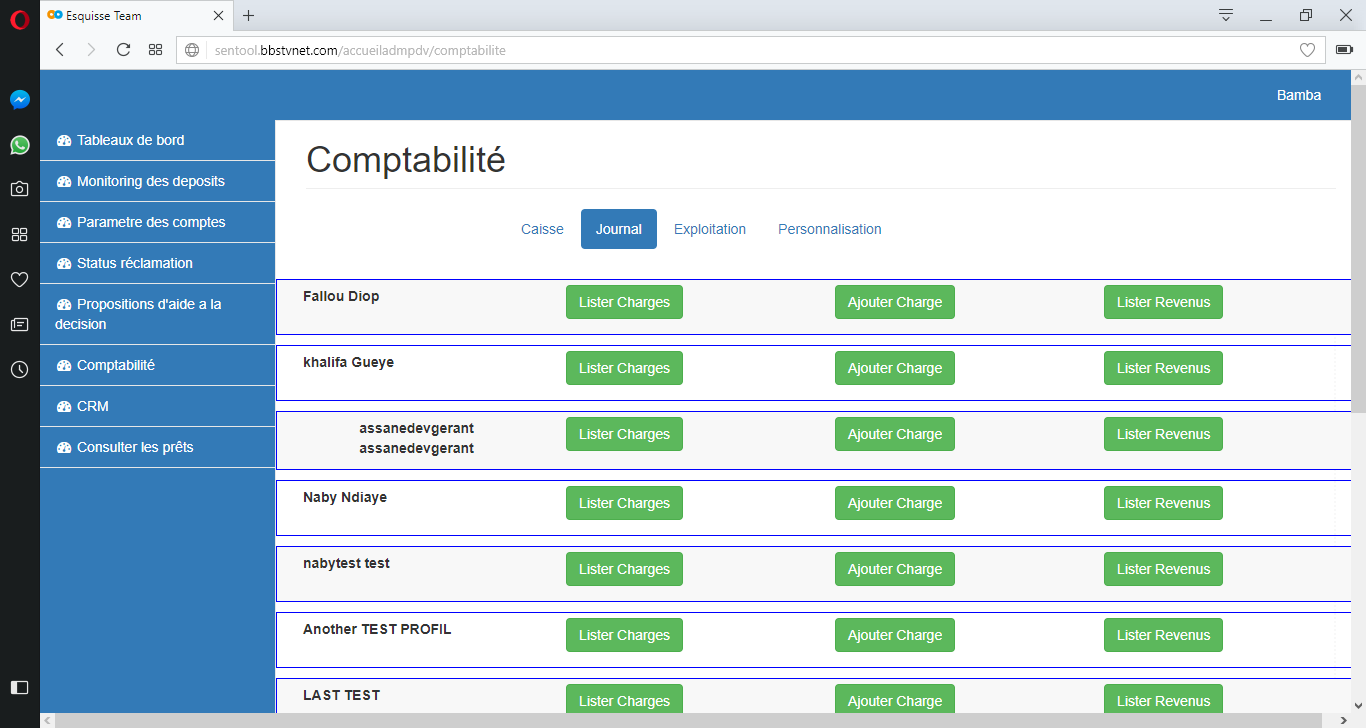 Esquisse Team
sentool.bbstvnet.com/accueiladmpdv/comptabilite
Bamba
Tableaux de bord
Monitoring des deposits
Parametre des comptes
Status réclamation
Propositions d'aide a la
decision
Comptabilité
CRM
Consulter les prêts
Comptabilité
Caisse Journal Exploitation Personnalisation
Fallou Diop Lister Charges Ajouter Charge Lister Revenus
khalifa Gueye Lister Charges Ajouter Charge Lister Revenus
assanedevgerant Lister Charges Ajouter Charge Lister Revenus
assanedevgerant
Naby Ndiaye Lister Charges Ajouter Charge Lister Revenus
nabytest test Lister Charges Ajouter Charge Lister Revenus
Another TEST PROFIL Lister Charges Ajouter Charge Lister Revenus
LAST TEST Lister Charges Ajouter Charge Lister Revenus